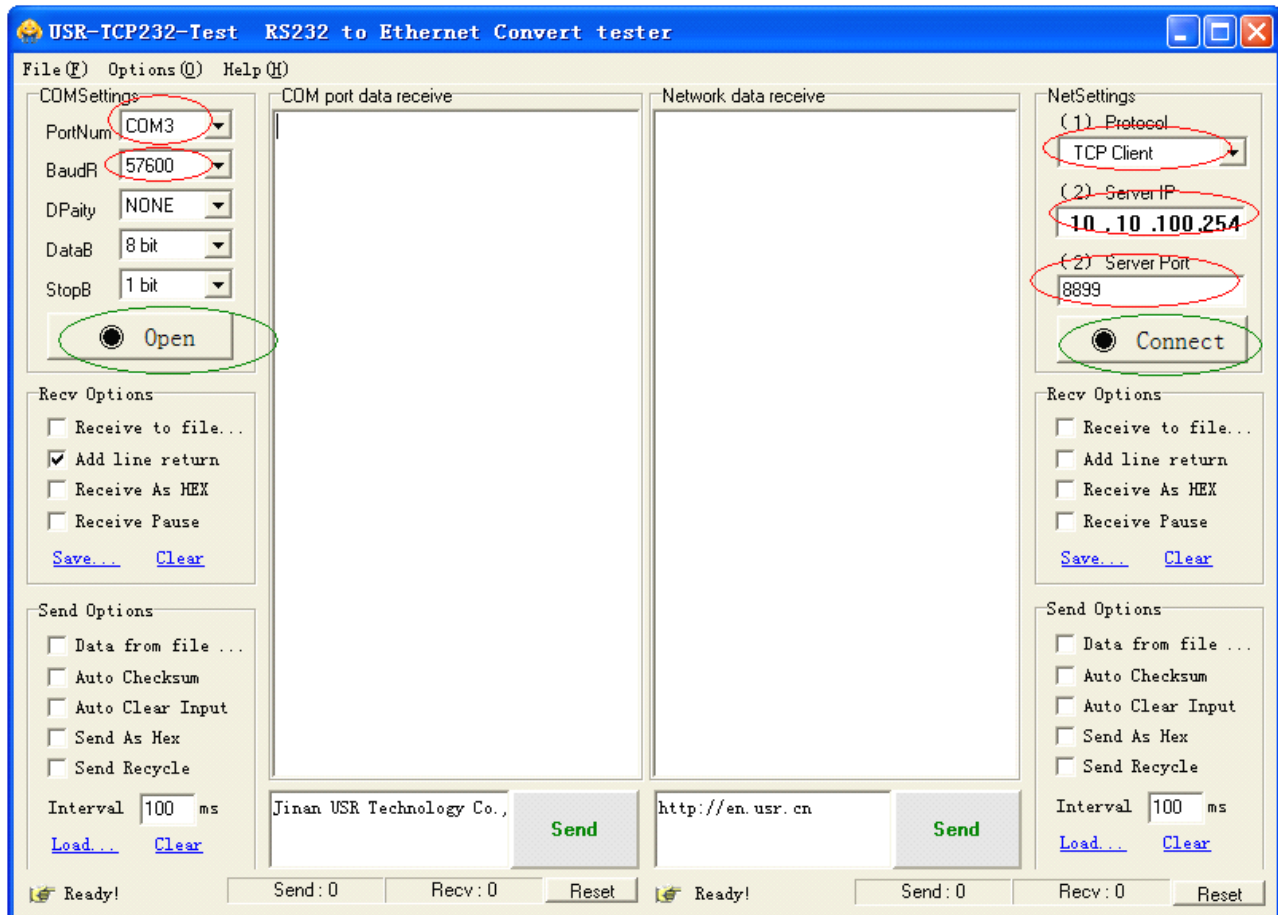 USR-TCP232-Test RS232 to Ethernet Convert tester
File(F) Options(O) Help(H)
COMSettings
PortNum COM3
BaudR 57600
DPaity NONE
DataB 8 bit
StopB 1 bit
Open
Recv Options
Receive to file...
Add line return
Receive As HEX
Receive Pause
Save... Clear
Send Options
Data from file ...
Auto Checksum
Auto Clear Input
Send As Hex
Send Recycle
Interval 100 ms
Load... Clear
COM port data receive
Jinan USR Technology Co.,
Send
Network data receive
http://en.usr.cn
Send
NetSettings
(1) Protocol
TCP Client
(2) Server IP
10 . 10 .100.254
(2) Server Port
8899
Connect
Recv Options
Receive to file...
Add line return
Receive As HEX
Receive Pause
Save... Clear
Send Options
Data from file ...
Auto Checksum
Auto Clear Input
Send As Hex
Send Recycle
Interval 100 ms
Load... Clear
Ready! Send : 0 Recv : 0 Reset
Ready! Send : 0 Recv : 0 Reset